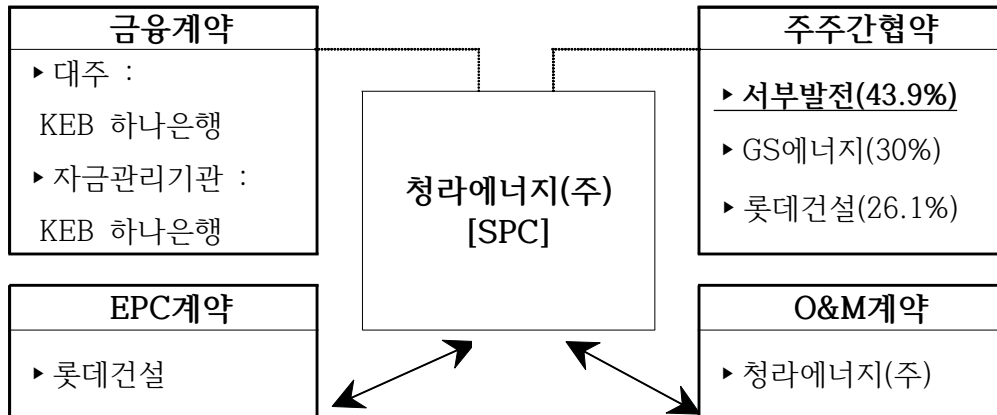 금융계약
▸ 대주 :
KEB 하나은행
▸ 자금관리기관 :
KEB 하나은행
주주간협약
▸ 서부발전(43.9%)
▸ GS에너지(30%)
▸ 롯데건설(26.1%)
청라에너지(주)
[SPC]
EPC계약
▸ 롯데건설
O&M계약
▸ 청라에너지(주)